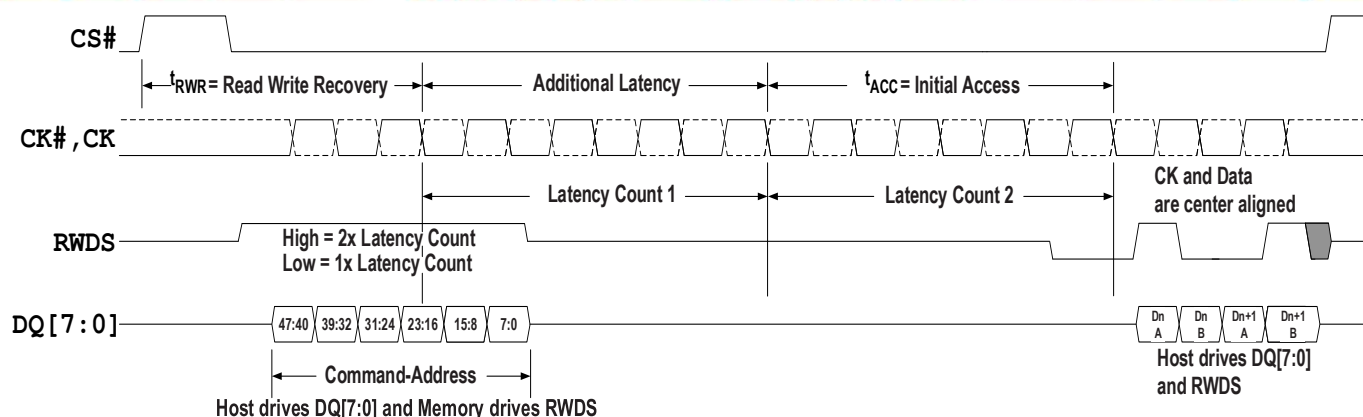 CS#
tRWR= Read Write Recovery
Additional Latency
tACC= Initial Access
CK#,CK
Latency Count 1
Latency Count 2
CK and Data
are center aligned
RWDS
High = 2x Latency Count
Low = 1x Latency Count
DQ[7:0]
47:40 39:32 31:24 23:16 15:8 7:0
Dn Dn Dn+1 Dn+1
A B A B
Command-Address
Host drives DQ[7:0] and Memory drives RWDS
Host drives DQ[7:0]
and RWDS